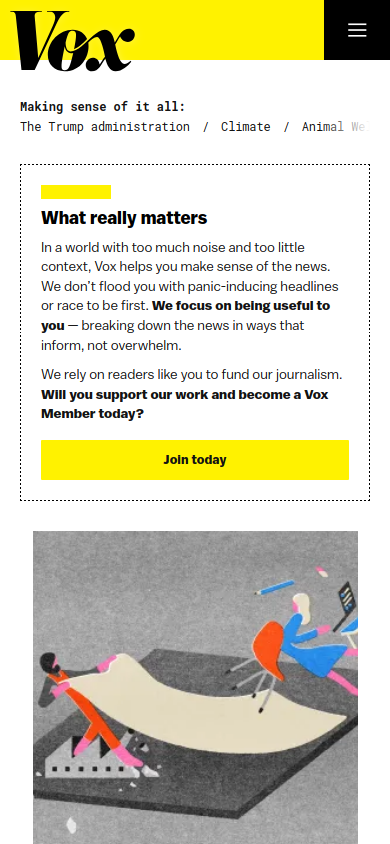 Vox
Making sense of it all:
The Trump administration / Climate / Animal We
What really matters
In a world with too much noise and too little
context, Vox helps you make sense of the news.
We don't flood you with panic-inducing headlines
or race to be first. We focus on being useful to
you — breaking down the news in ways that
inform, not overwhelm.
We rely on readers like you to fund our journalism.
Will you support our work and become a Vox
Member today?
Join today